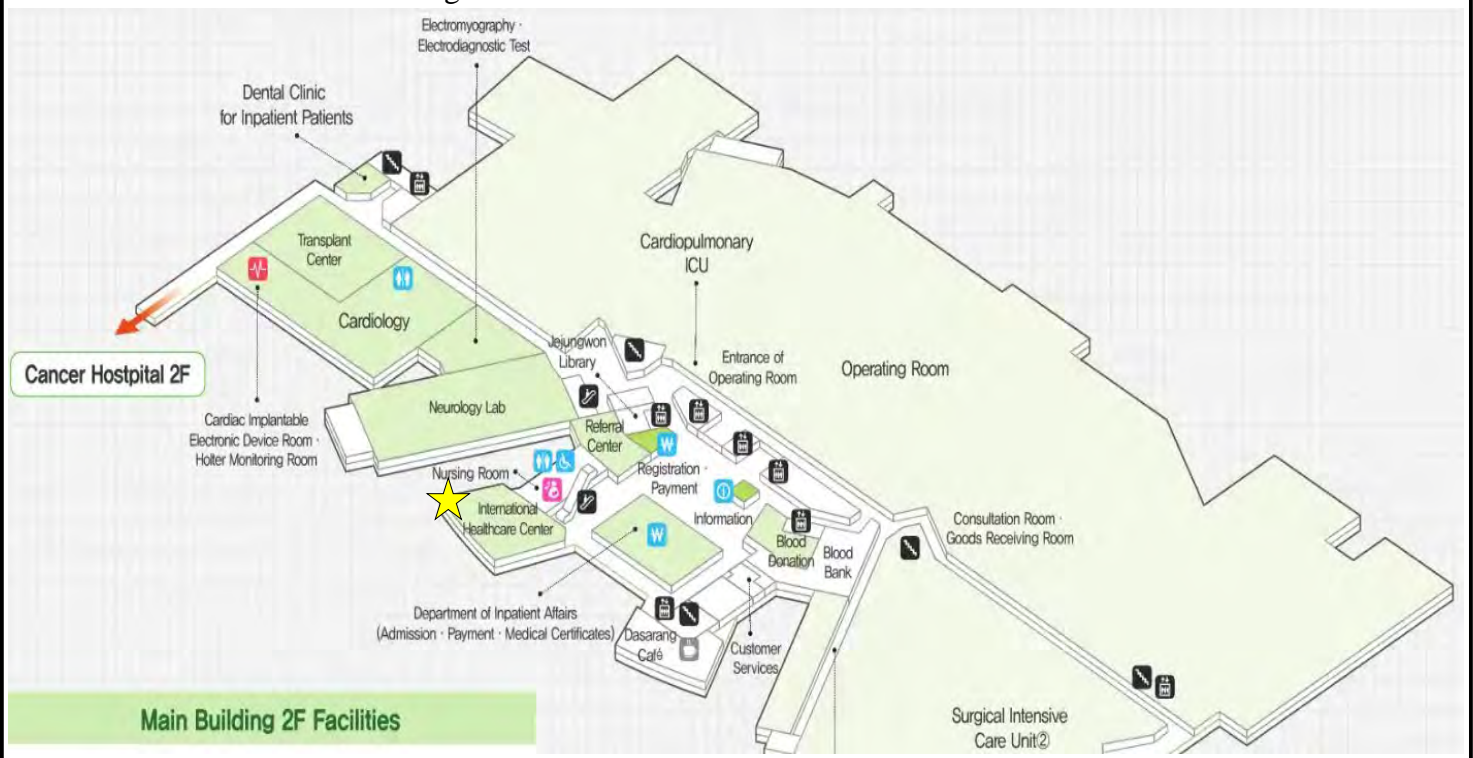 Electromyography ·
Electrodiagnostic Test
Dental Clinic
for Inpatient Patients
Transplant
Center
Cardiology
Cancer Hostpital 2F
Cardiac Implantable
Electronic Device Room ·
Holter Monitoring Room
Neurology Lab
Jejungwon
Library
Cardiopulmonary
ICU
Entrance of
Operating Room
Operating Room
Referral
Center
Nursing Room
Registration ·
Payment
International
Healthcare Center
Information
Blood
Donation
Blood
Bank
Consultation Room ·
Goods Receiving Room
Department of Inpatient Affairs
(Admission · Payment · Medical Certificates)
Dasarang
Café
Customer
Services
Surgical Intensive
Care Unit②
Main Building 2F Facilities